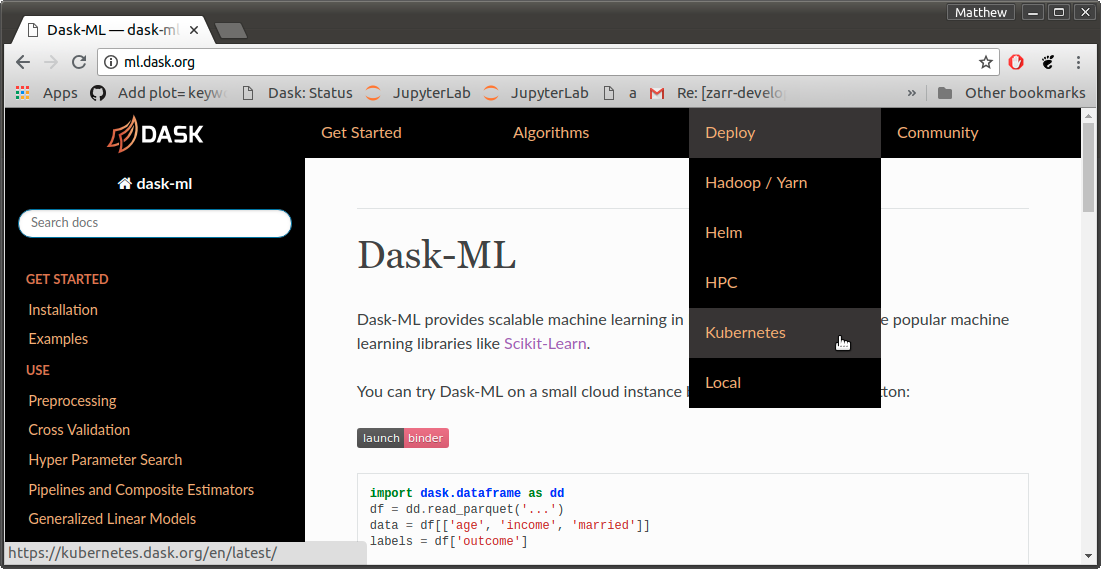 Matthew
Dask-ML — dask-ml
ml.dask.org
Apps Add plot= keyw Dask: Status JupyterLab JupyterLab a Re: [zarr-develop » Other bookmarks
DASK
Get Started Algorithms Deploy Community
dask-ml
Search docs
GET STARTED
Installation
Examples
USE
Preprocessing
Cross Validation
Hyper Parameter Search
Pipelines and Composite Estimators
Generalized Linear Models
https://kubernetes.dask.org/en/latest/
Hadoop / Yarn
Helm
HPC
Kubernetes
Local
Dask-ML
Dask-ML provides scalable machine learning in e popular machine
learning libraries like Scikit-Learn.
You can try Dask-ML on a small cloud instance tton:
launch binder
import dask.dataframe as dd
df = dd.read_parquet('...')
data = df[['age', 'income', 'married']]
labels = df['outcome']